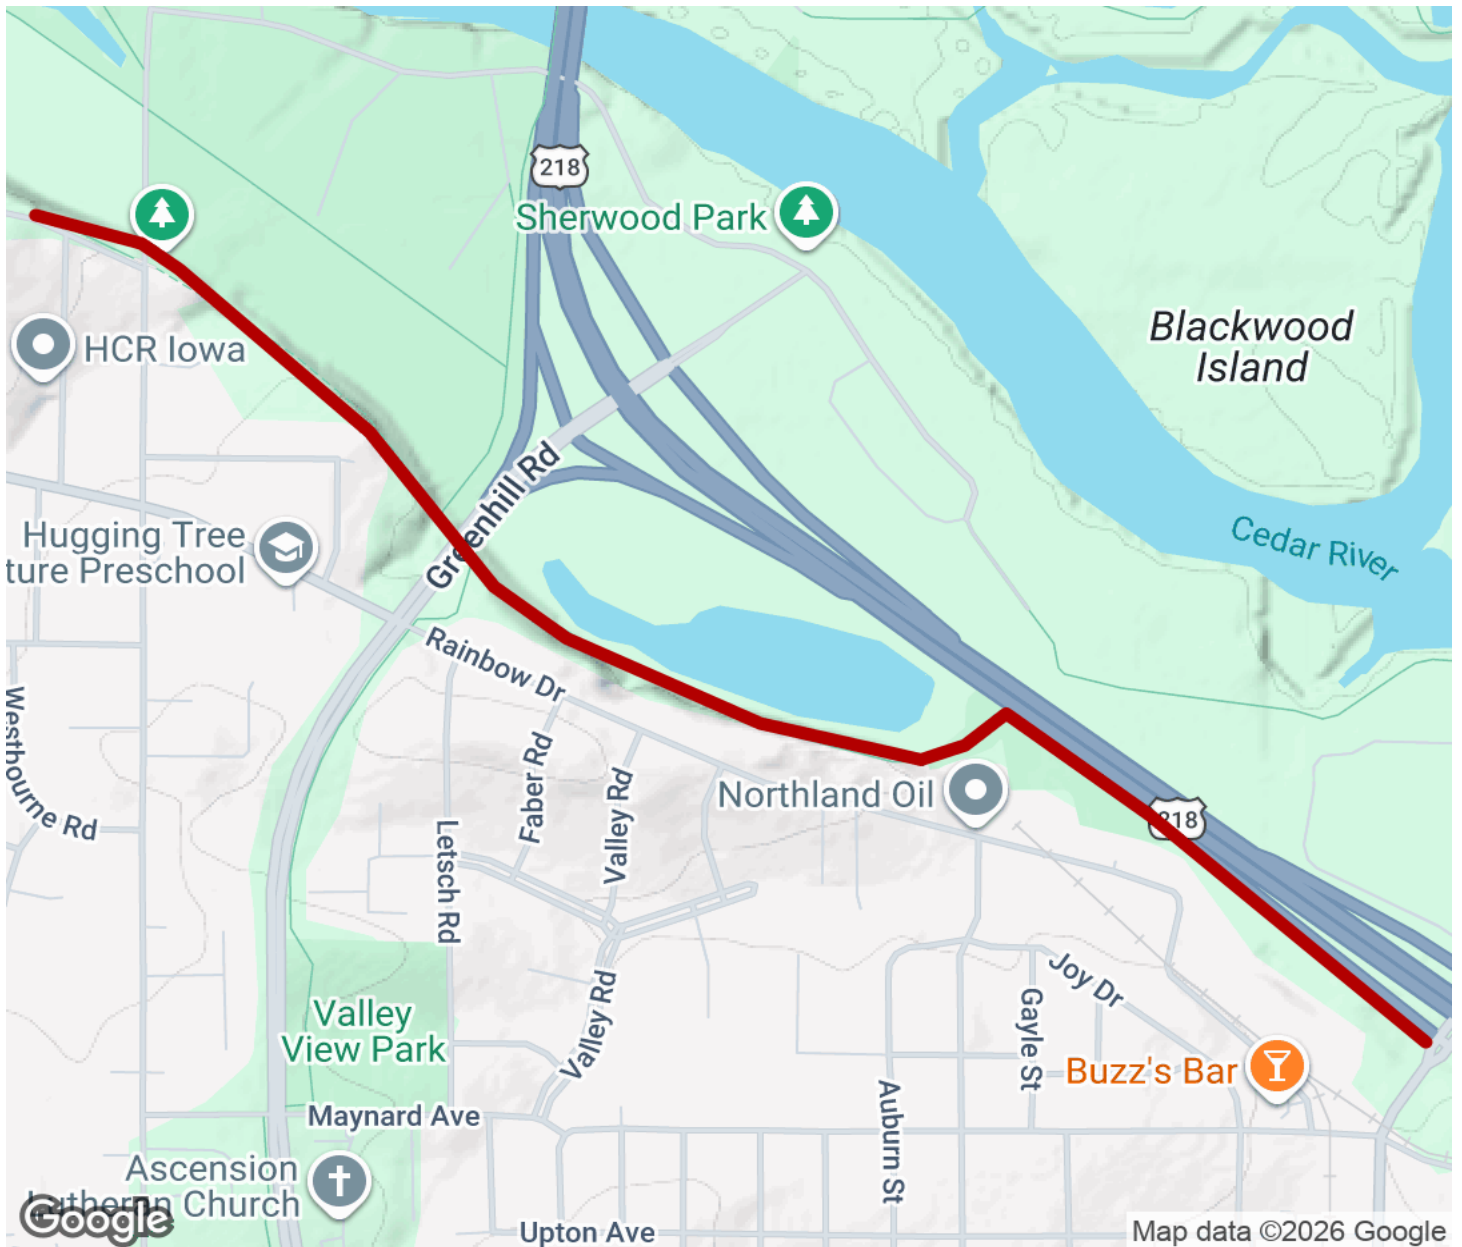 218
Sherwood Park
Blackwood
Island
HCR Iowa
Greenhill Rd
Hugging Tree
ture Preschool
Cedar River
Rainbow Dr
Westbourne Rd
Faber Rd
Valley Rd
Northland Oil
218
Letsch Rd
Joy Dr
Valley
View Park
Valley Rd
Gayle St
Buzz's Bar
Maynard Ave
Auburn St
Ascension
Lutheran Church
Google
Upton Ave
Map data ©2026 Google